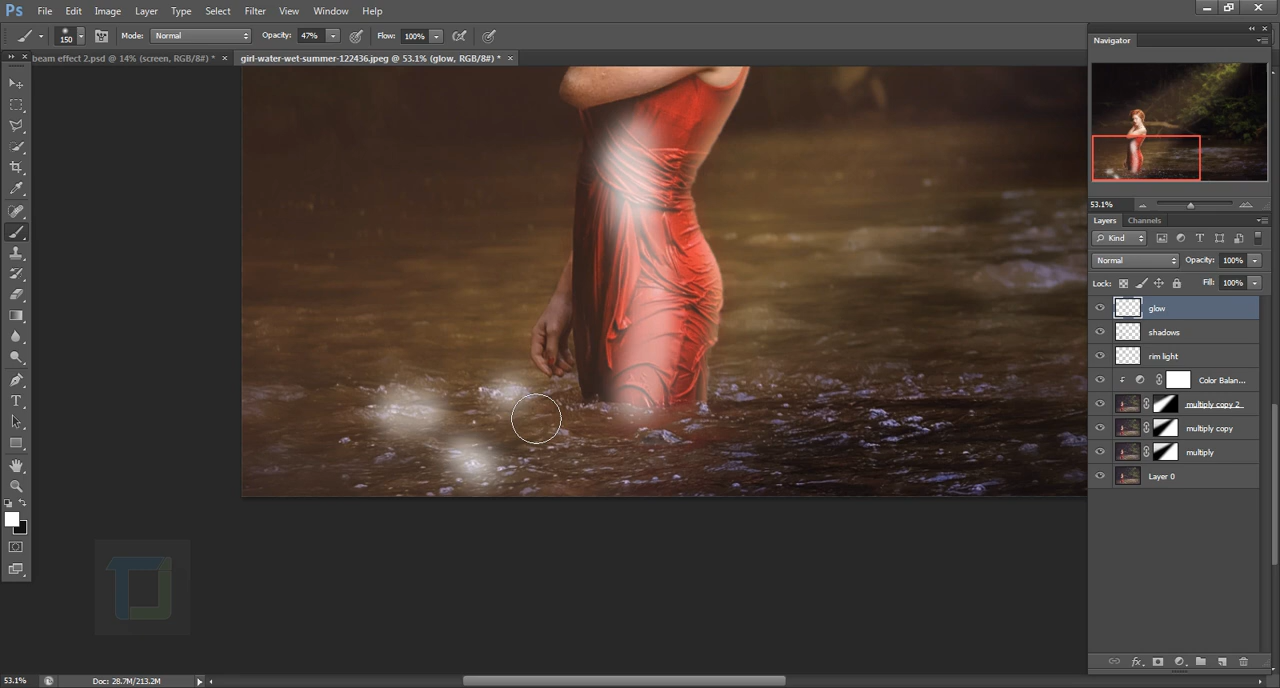 Ps File Edit Image Layer Type Select Filter View Window Help
150 Mode: Normal Opacity: 47% Flow: 100%
beam effect 2.psd @ 14% (screen, RGB/8#) * × girl-water-wet-summer-122436.jpeg @ 53.1% (glow, RGB/8#) * ×
Navigator
53.1%
Layers Channels
Kind
Normal Opacity: 100%
Lock: Fill: 100%
glow
shadows
rim light
Color Balan...
multiply copy 2
multiply copy
multiply
Layer 0
53.1% Doc: 28.7M/213.2M